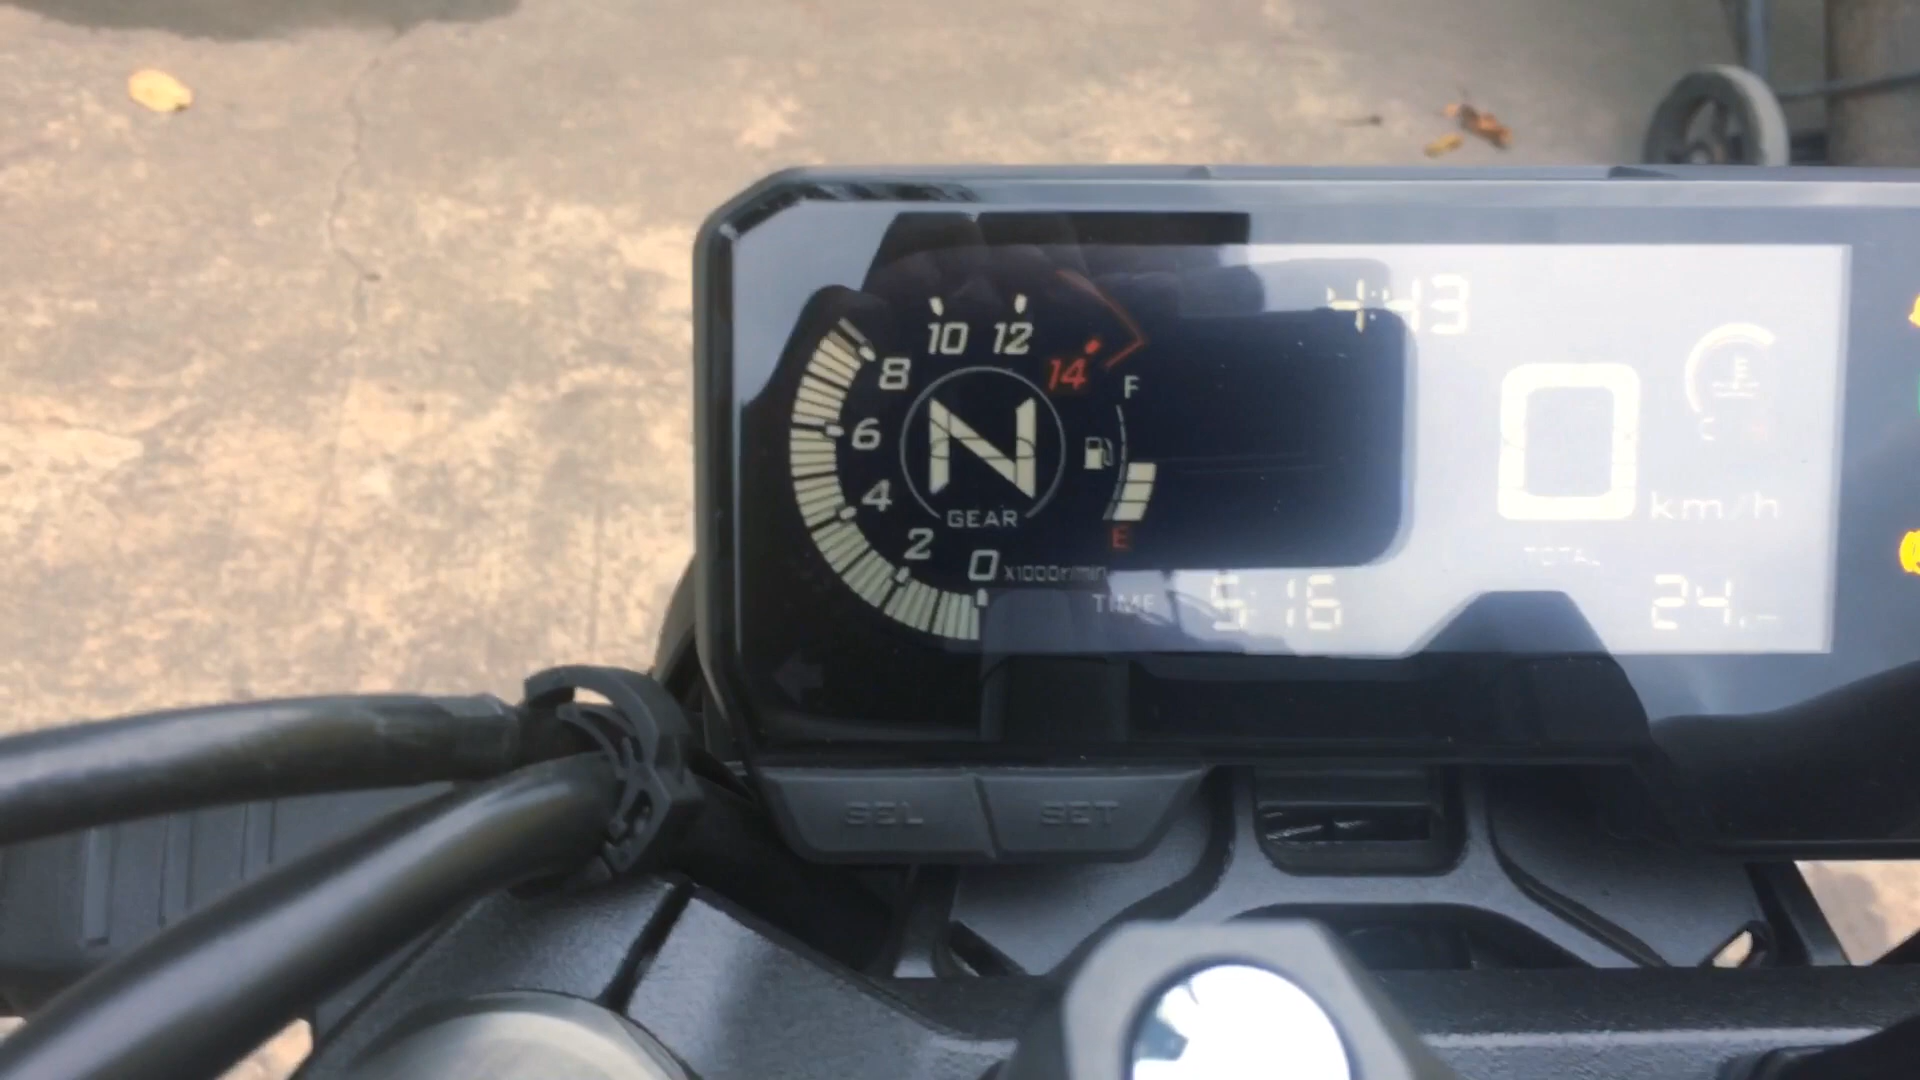 4:43
10 12
8 14
F
6 N
0 km/h
4
GEAR
C
E
2
0 x1000r/min
TOTAL
TIME 5:16
SEL SET